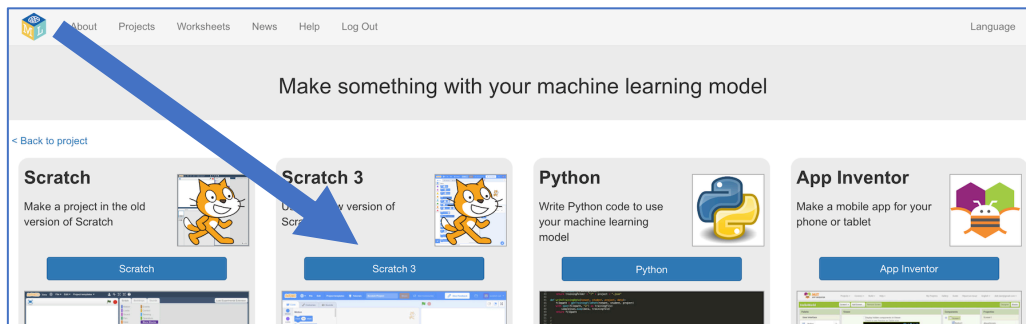 About Projects Worksheets News Help Log Out Language
Make something with your machine learning model
< Back to project
Scratch
Make a project in the old
version of Scratch
Scratch
Scratch 3
version of
Scratch 3
Python
Write Python code to use
your machine learning
model
Python
App Inventor
Make a mobile app for your
phone or tablet
App Inventor